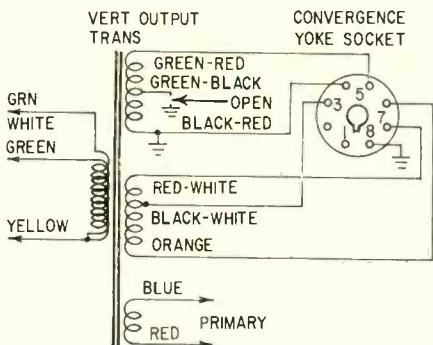 VERT OUTPUT
TRANS
CONVERGENCE
YOKE SOCKET
GREEN-RED
GREEN-BLACK
OPEN
BLACK-RED
GRN
WHITE
GREEN
YELLOW
3
5
7
1
8
RED-WHITE
BLACK-WHITE
ORANGE
BLUE
RED
PRIMARY